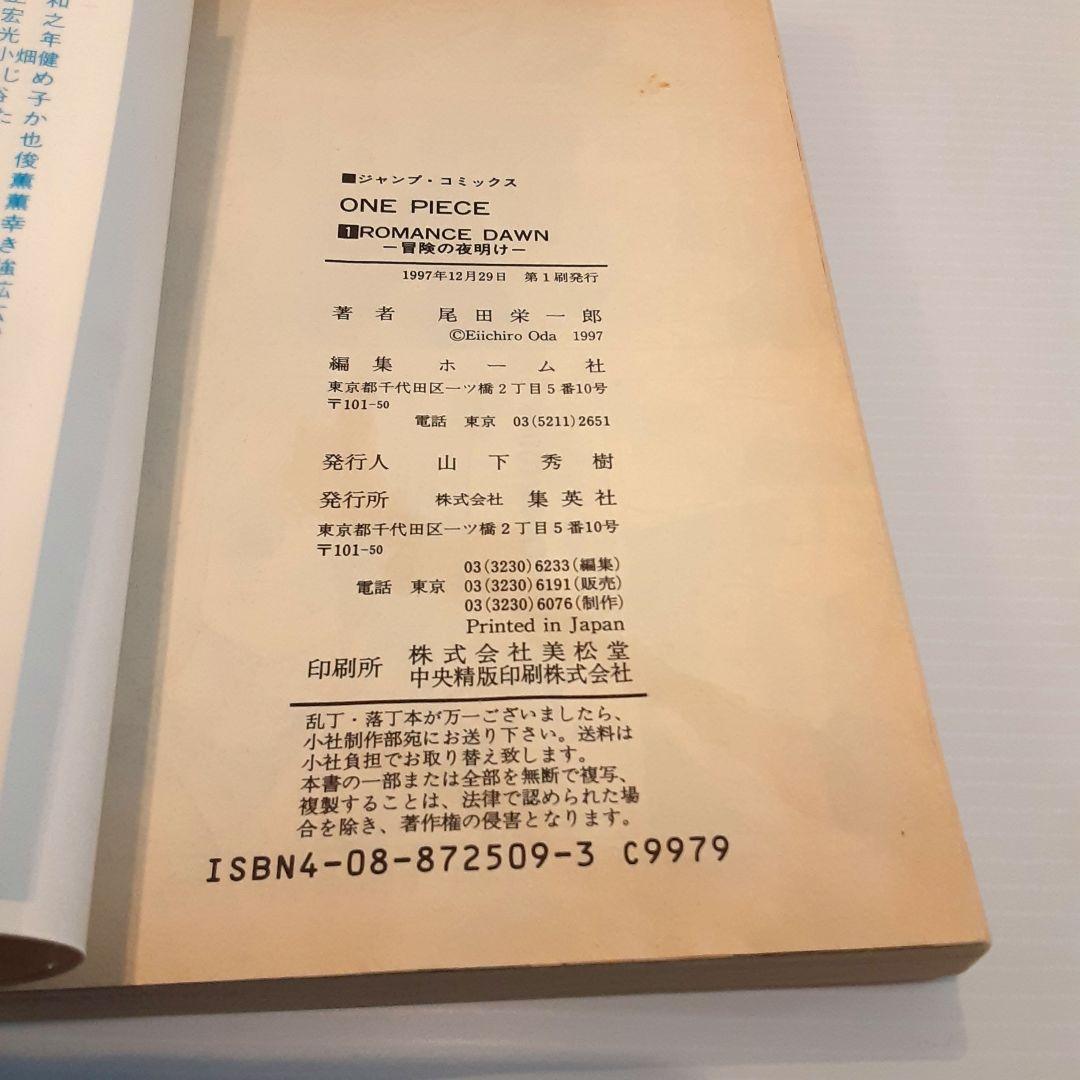 ■ジャンプ・コミックス
ONE PIECE
1 ROMANCE DAWN
―冒険の夜明け―
1997年12月29日 第1刷発行
著者 尾田栄一郎
©Eiichiro Oda 1997
編集 ホーム社
東京都千代田区一ツ橋2丁目5番10号
〒101-50
電話 東京 03(5211)2651
発行人 山下秀樹
発行所 株式会社 集英社
東京都千代田区一ツ橋2丁目5番10号
〒101-50
03(3230)6233(編集)
電話 東京 03(3230)6191(販売)
03(3230)6076(制作)
Printed in Japan
印刷所 株式会社美松堂
中央精版印刷株式会社
乱丁・落丁本が万一ございましたら、
小社制作部宛にお送り下さい。送料は
小社負担でお取り替え致します。
本書の一部または全部を無断で複写、
複製することは、法律で認められた場
合を除き、著作権の侵害となります。
ISBN4-08-872509-3 C9979